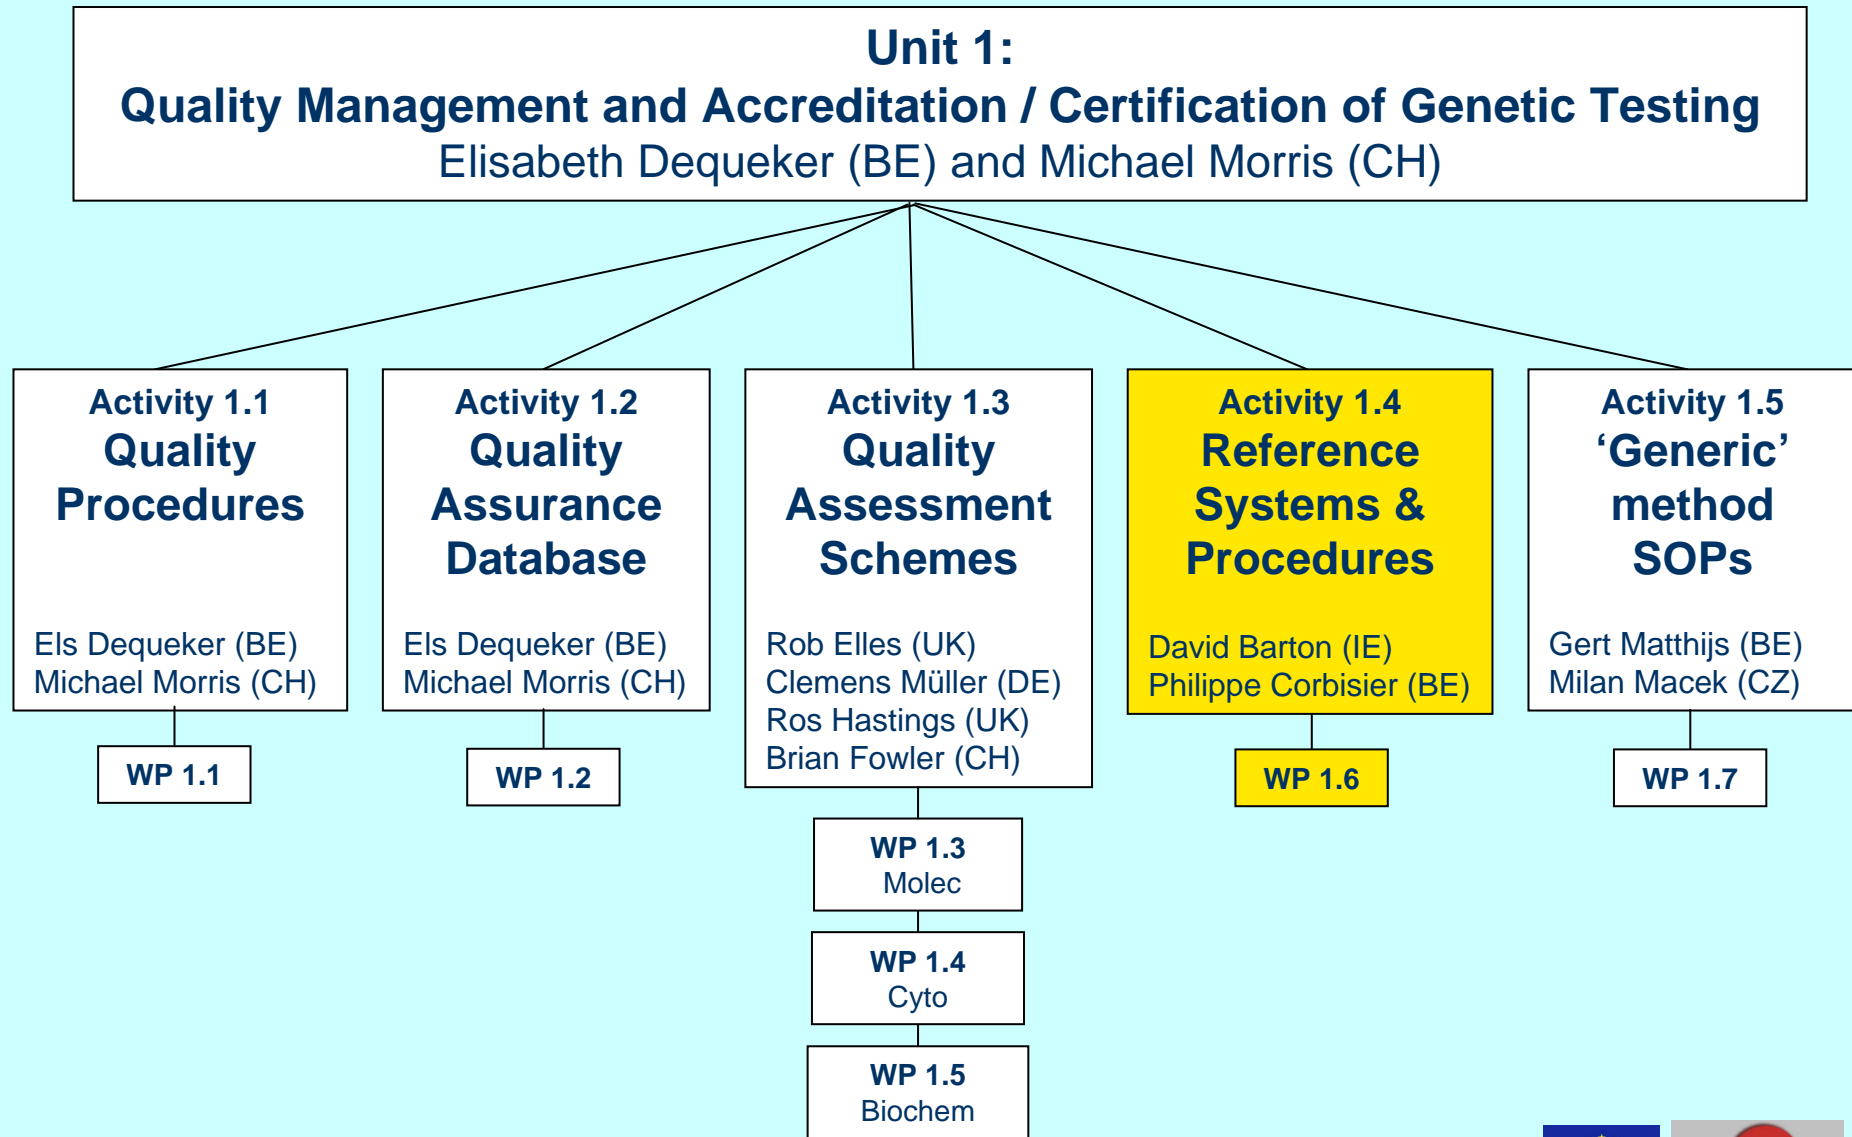 Unit 1:
Quality Management and Accreditation / Certification of Genetic Testing
Elisabeth Dequeker (BE) and Michael Morris (CH)
Activity 1.1
Quality
Procedures
Els Dequeker (BE)
Michael Morris (CH)
WP 1.1
Activity 1.2
Quality
Assurance
Database
Els Dequeker (BE)
Michael Morris (CH)
WP 1.2
Activity 1.3
Quality
Assessment
Schemes
Rob Elles (UK)
Clemens Müller (DE)
Ros Hastings (UK)
Brian Fowler (CH)
WP 1.3
Molec
WP 1.4
Cyto
WP 1.5
Biochem
Activity 1.4
Reference
Systems &
Procedures
David Barton (IE)
Philippe Corbisier (BE)
WP 1.6
Activity 1.5
‘Generic’
method
SOPs
Gert Matthijs (BE)
Milan Macek (CZ)
WP 1.7